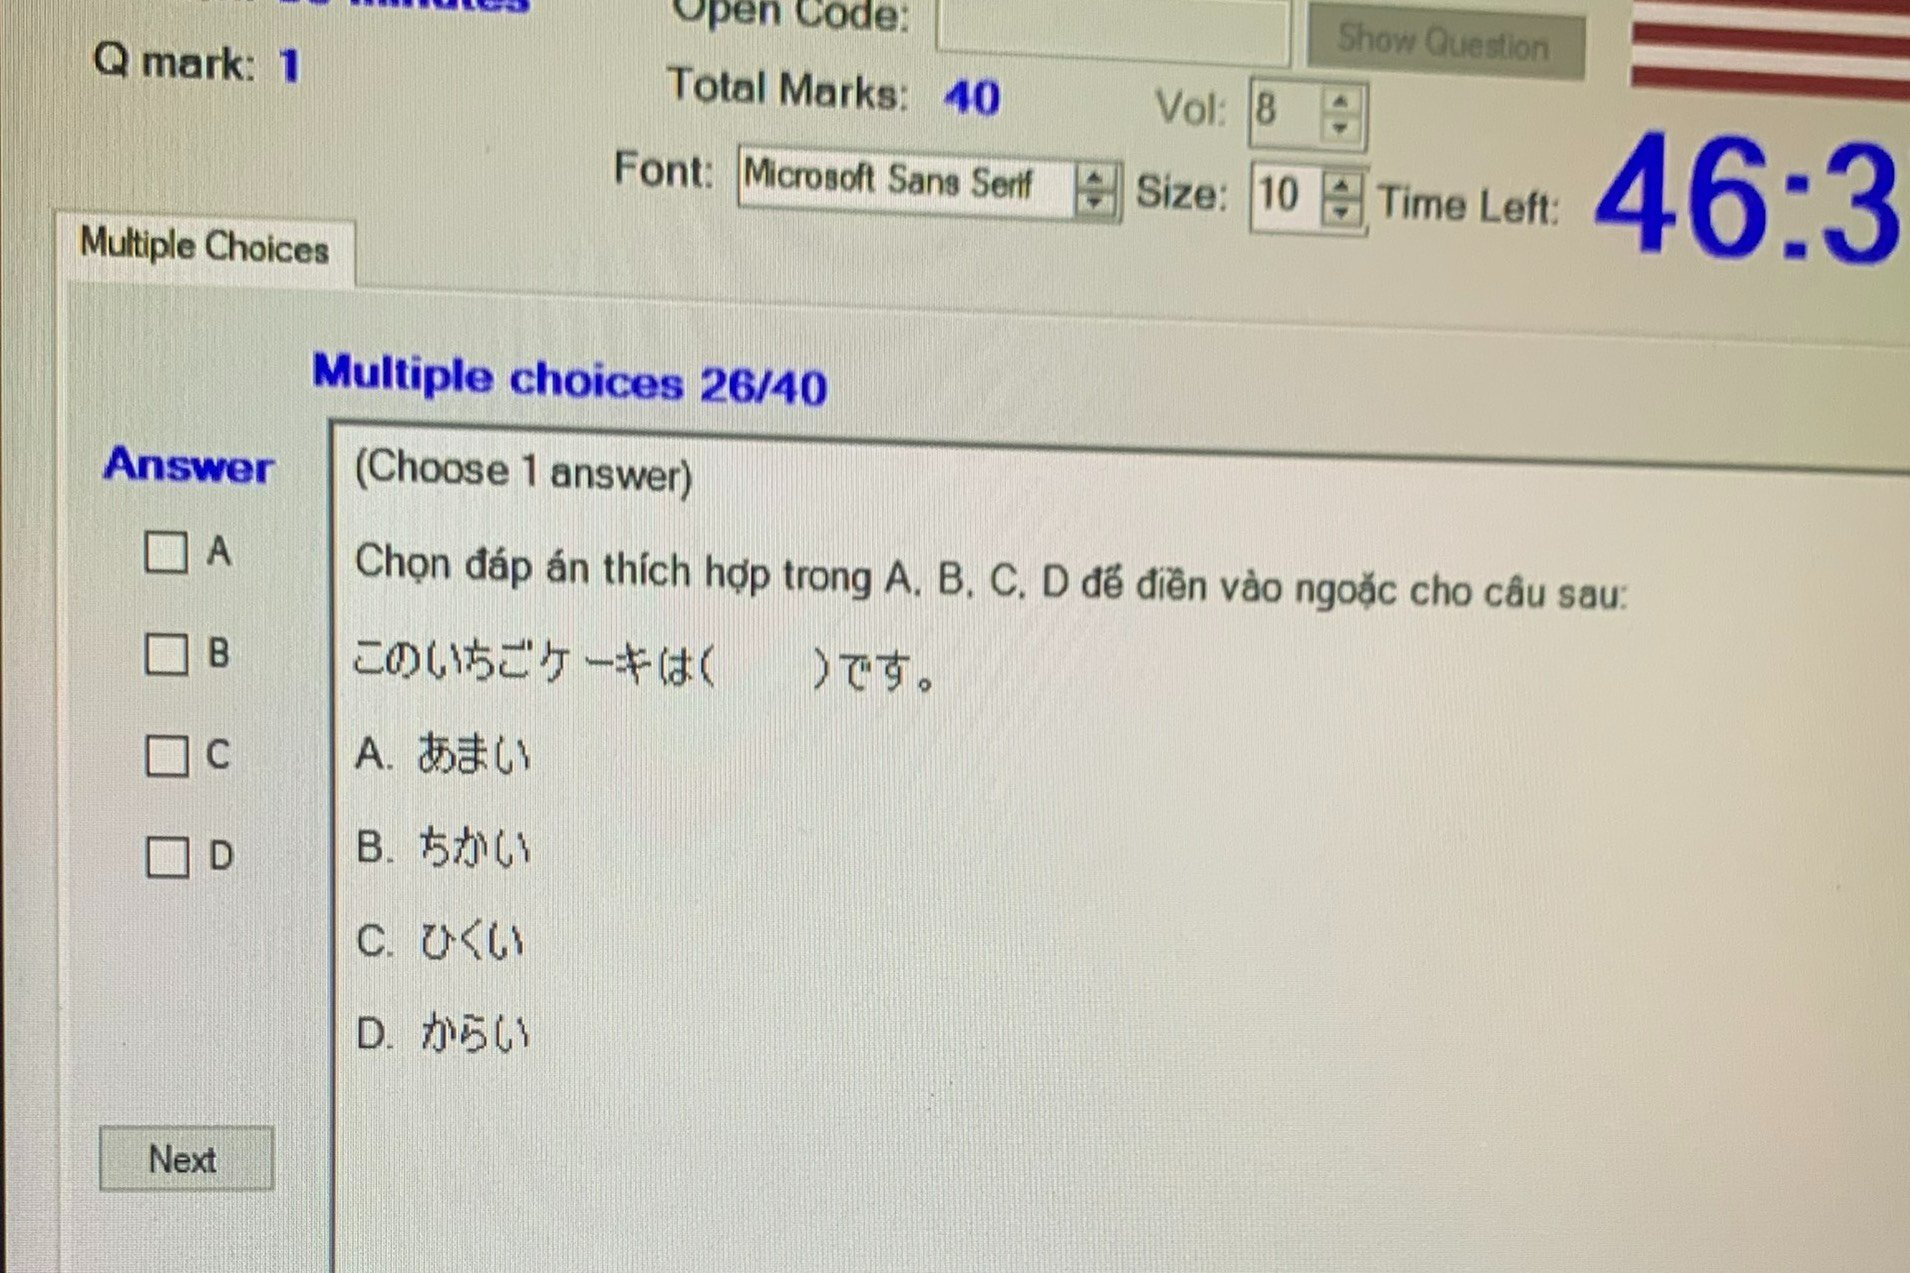 Open Code:
Show Question
Q mark: 1
Total Marks: 40
Vol: 8
Font: Microsoft Sans Serif
Size: 10
Time Left: 46:3
Multiple Choices
Multiple choices 26/40
Answer
(Choose 1 answer)
A
Chọn đáp án thích hợp trong A, B, C, D để điền vào ngoặc cho câu sau:
B
このいちごケーキは(　　)です。
C
A. あまい
D
B. ちかい
C. ひくい
D. からい
Next